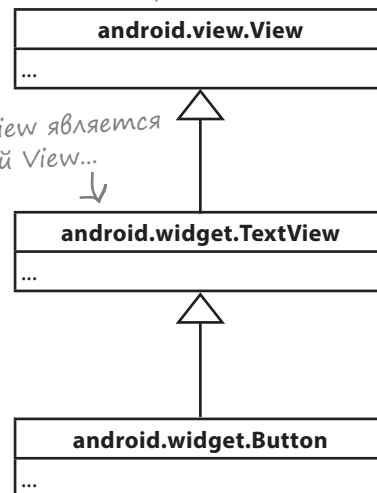 android.view.View
...
iew является
й View...
android.widget.TextView
...
android.widget.Button
...